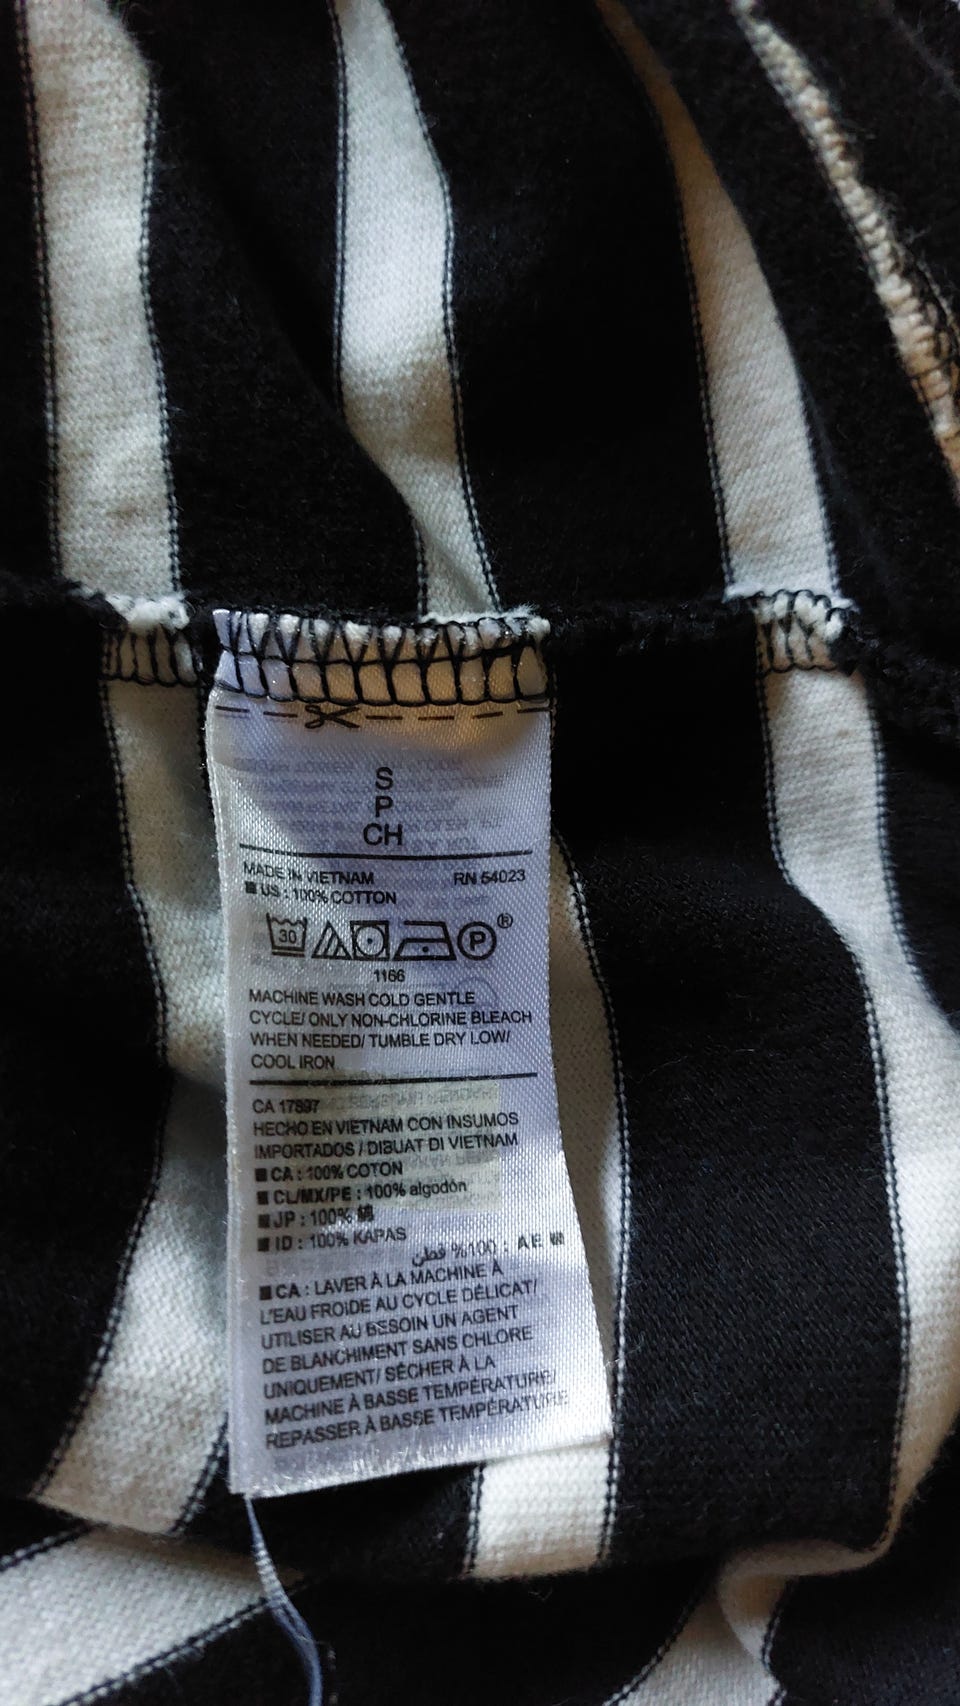 S
P
CH
MADE IN VIETNAM RN 54023
■ US : 100% COTTON
30 P ®
1166
MACHINE WASH COLD GENTLE
CYCLE/ ONLY NON-CHLORINE BLEACH
WHEN NEEDED/ TUMBLE DRY LOW/
COOL IRON
CA 17897
HECHO EN VIETNAM CON INSUMOS
IMPORTADOS / DIBUAT DI VIETNAM
■ CA : 100% COTON
■ CL/MX/PE : 100% algodón
■ JP : 100% 綿
■ ID : 100% KAPAS
■ AE : 100% قطن
■ CA : LAVER À LA MACHINE À
L'EAU FROIDE AU CYCLE DÉLICAT/
UTILISER AU BESOIN UN AGENT
DE BLANCHIMENT SANS CHLORE
UNIQUEMENT/ SÉCHER À LA
MACHINE À BASSE TEMPÉRATURE/
REPASSER À BASSE TEMPÉRATURE